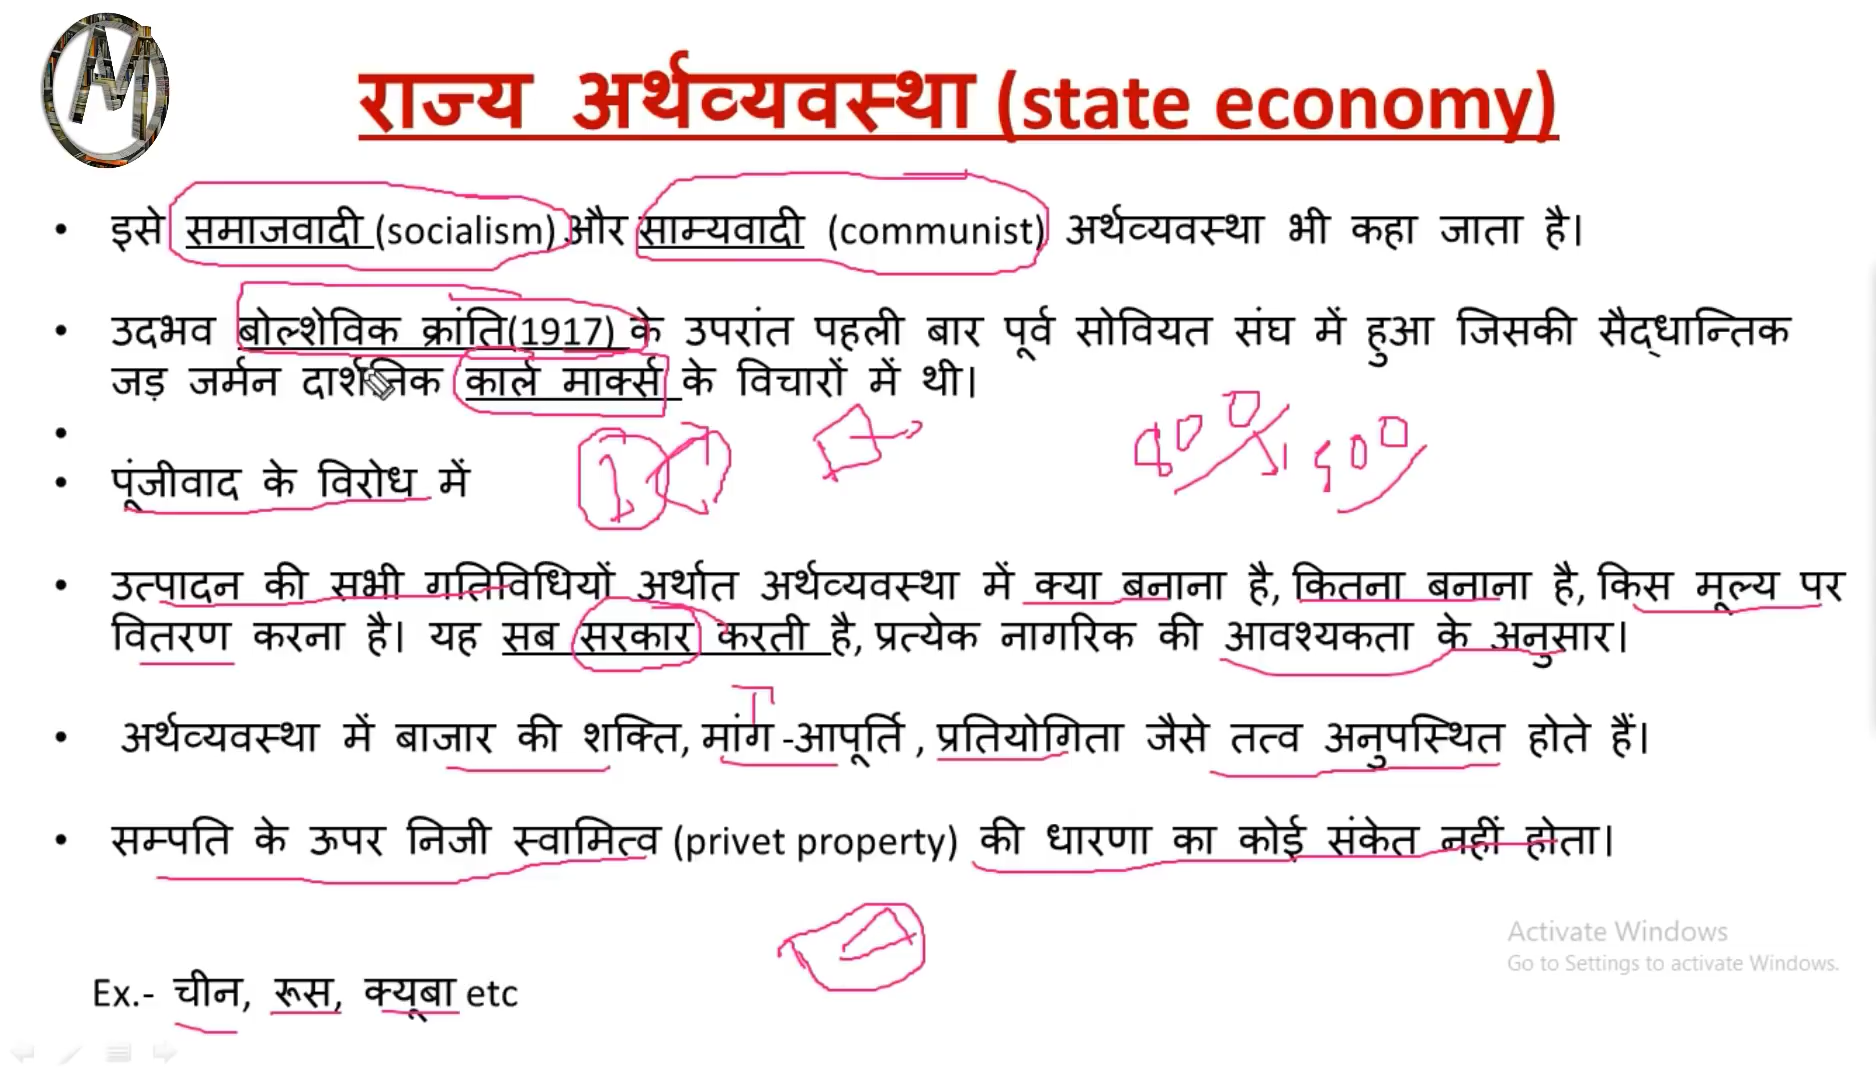 राज्य अर्थव्यवस्था (state economy)
• इसे समाजवादी (socialism) और साम्यवादी (communist) अर्थव्यवस्था भी कहा जाता है।
• उदभव बोल्शेविक क्रांति(1917) के उपरांत पहली बार पूर्व सोवियत संघ में हुआ जिसकी सैद्धान्तिक
जड़ जर्मन दार्शनिक कार्ल मार्क्स के विचारों में थी।
•
• पूंजीवाद के विरोध में
• उत्पादन की सभी गतिविधियों अर्थात अर्थव्यवस्था में क्या बनाना है, कितना बनाना है, किस मूल्य पर
वितरण करना है। यह सब सरकार करती है, प्रत्येक नागरिक की आवश्यकता के अनुसार।
• अर्थव्यवस्था में बाजार की शक्ति, मांग -आपूर्ति , प्रतियोगिता जैसे तत्व अनुपस्थित होते हैं।
• सम्पति के ऊपर निजी स्वामित्व (privet property) की धारणा का कोई संकेत नहीं होता।
Activate Windows
Go to Settings to activate Windows.
Ex.- चीन, रूस, क्यूबा etc